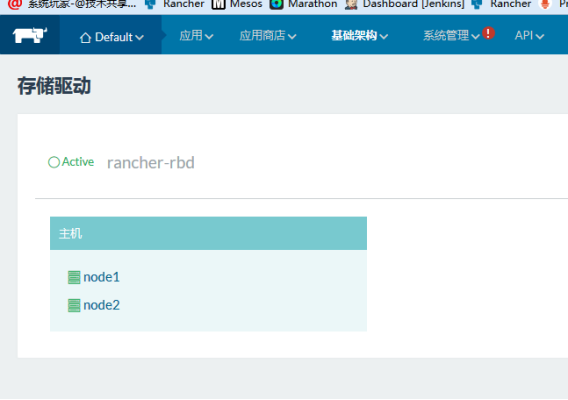 系统玩家-@技术共享... Rancher Mesos Marathon Dashboard [Jenkins] Rancher
Default 应用 应用商店 基础架构 系统管理 ! API
存储驱动
Active rancher-rbd
主机
node1
node2